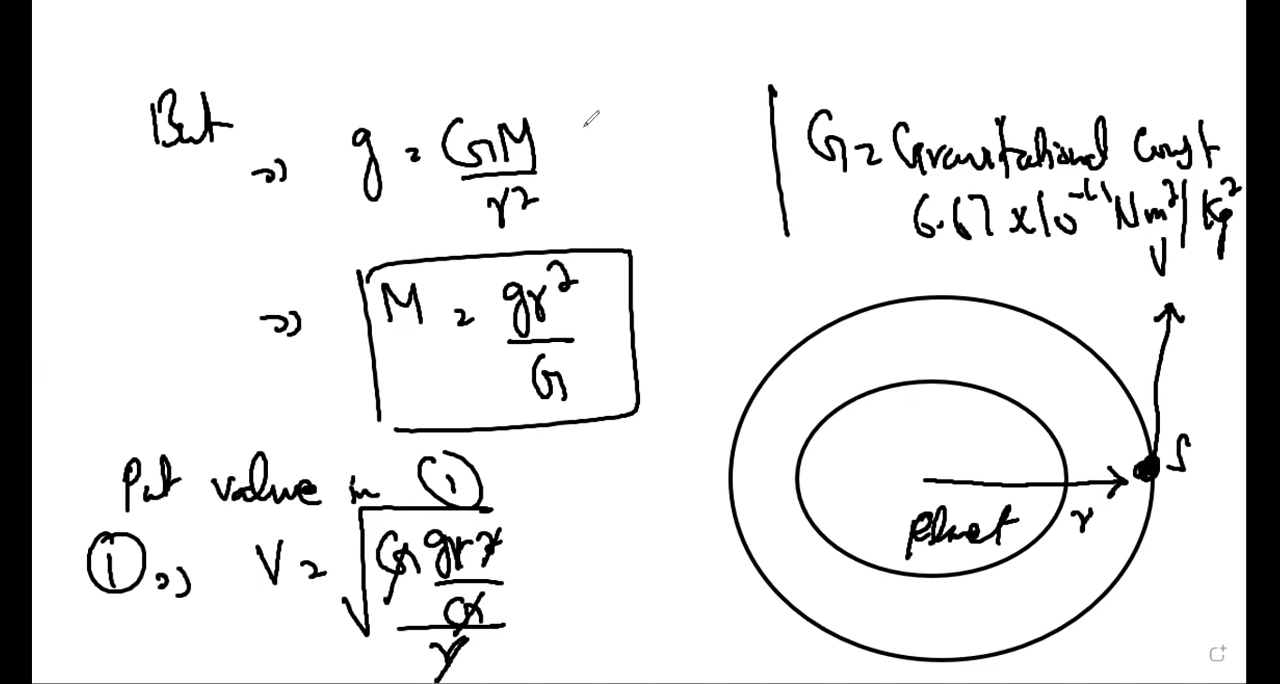 But
⇒ g = GM/r²
⇒ M = gr²/G
Put value in ①
① ⇒ V = √((G gr²/G)/r)
G = Gravitational const
6.67 x 10⁻¹¹ Nm²/Kg²
V
S
r
Planet